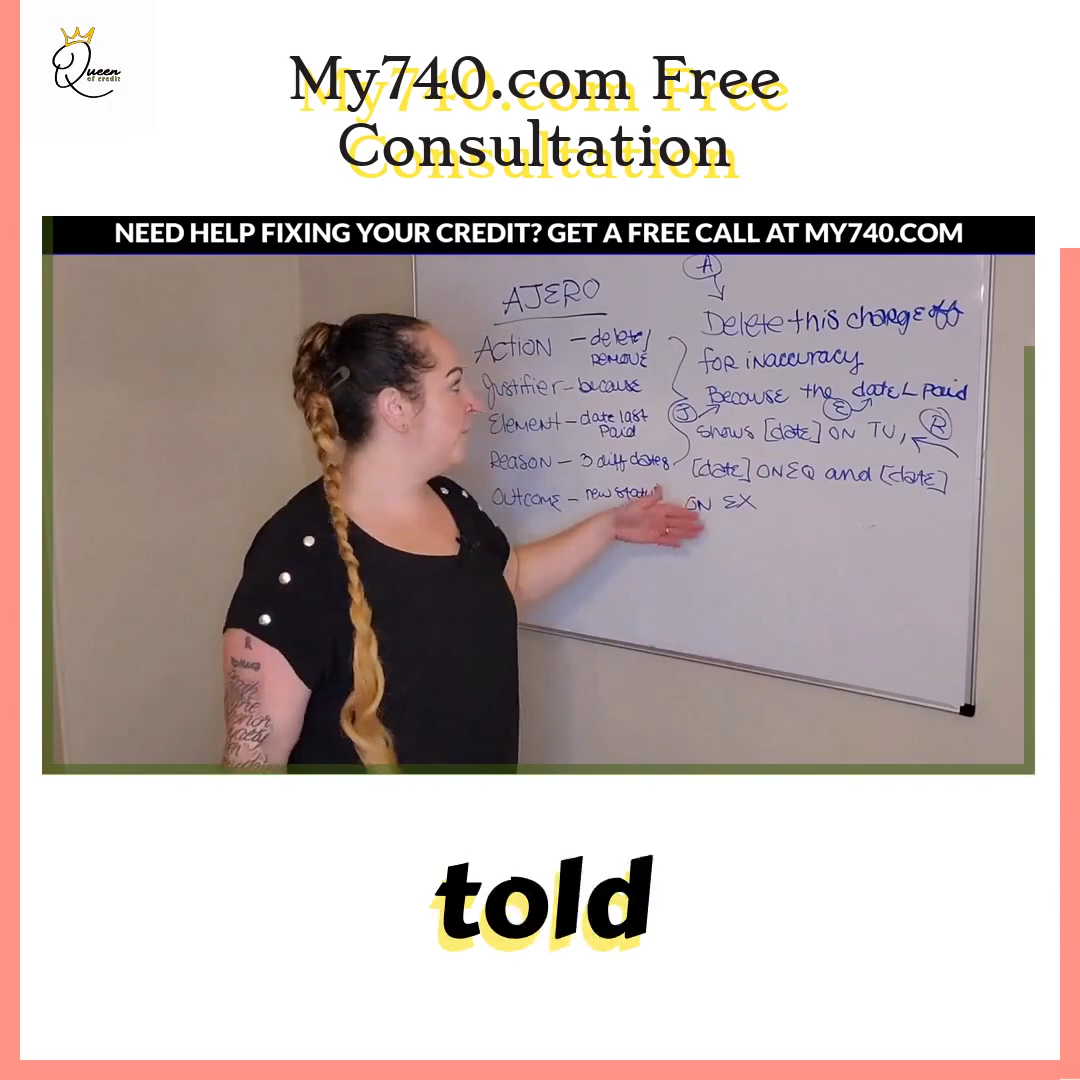 Queen
of credit
My740.com Free
Consultation
NEED HELP FIXING YOUR CREDIT? GET A FREE CALL AT MY740.COM
AJERO
Action - delete/
REMOVE
Justifier - because
Element - date last
Paid
Reason - 3 diff dates
Outcome - new status
A
Delete this charge off
for inaccuracy
Because the date L paid
J
E
R
shows [date] on TU,
[date] on EQ and [date]
on EX
told